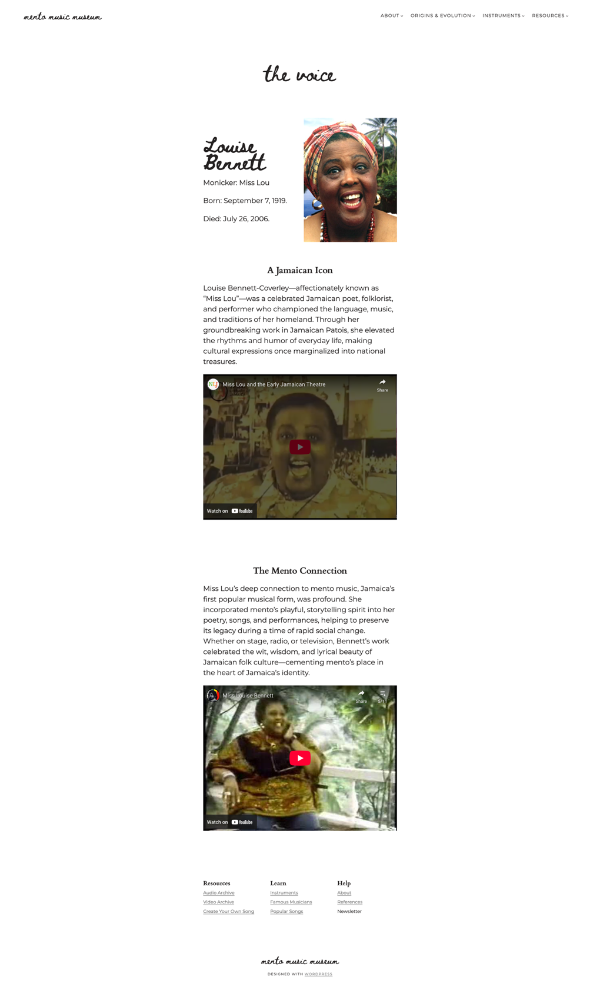 mento music museum
ABOUT ORIGINS & EVOLUTION INSTRUMENTS RESOURCES
the voice
Louise
Bennett
Monicker: Miss Lou
Born: September 7, 1919.
Died: July 26, 2006.
A Jamaican Icon
Louise Bennett-Coverley—affectionately known as
“Miss Lou”—was a celebrated Jamaican poet, folklorist,
and performer who championed the language, music,
and traditions of her homeland. Through her
groundbreaking work in Jamaican Patois, she elevated
the rhythms and humor of everyday life, making
cultural expressions once marginalized into national
treasures.
NLJ Miss Lou and the Early Jamaican Theatre
Share
LIBRARY
JAMAICA
Watch on YouTube
The Mento Connection
Miss Lou’s deep connection to mento music, Jamaica’s
first popular musical form, was profound. She
incorporated mento’s playful, storytelling spirit into her
poetry, songs, and performances, helping to preserve
its legacy during a time of rapid social change.
Whether on stage, radio, or television, Bennett’s work
celebrated the wit, wisdom, and lyrical beauty of
Jamaican folk culture—cementing mento’s place in
the heart of Jamaica’s identity.
Miss Louise Bennett
Share 5/11
Watch on YouTube
Resources Learn Help
Audio Archive Instruments About
Video Archive Famous Musicians References
Create Your Own Song Popular Songs Newsletter
mento music museum
DESIGNED WITH WORDPRESS